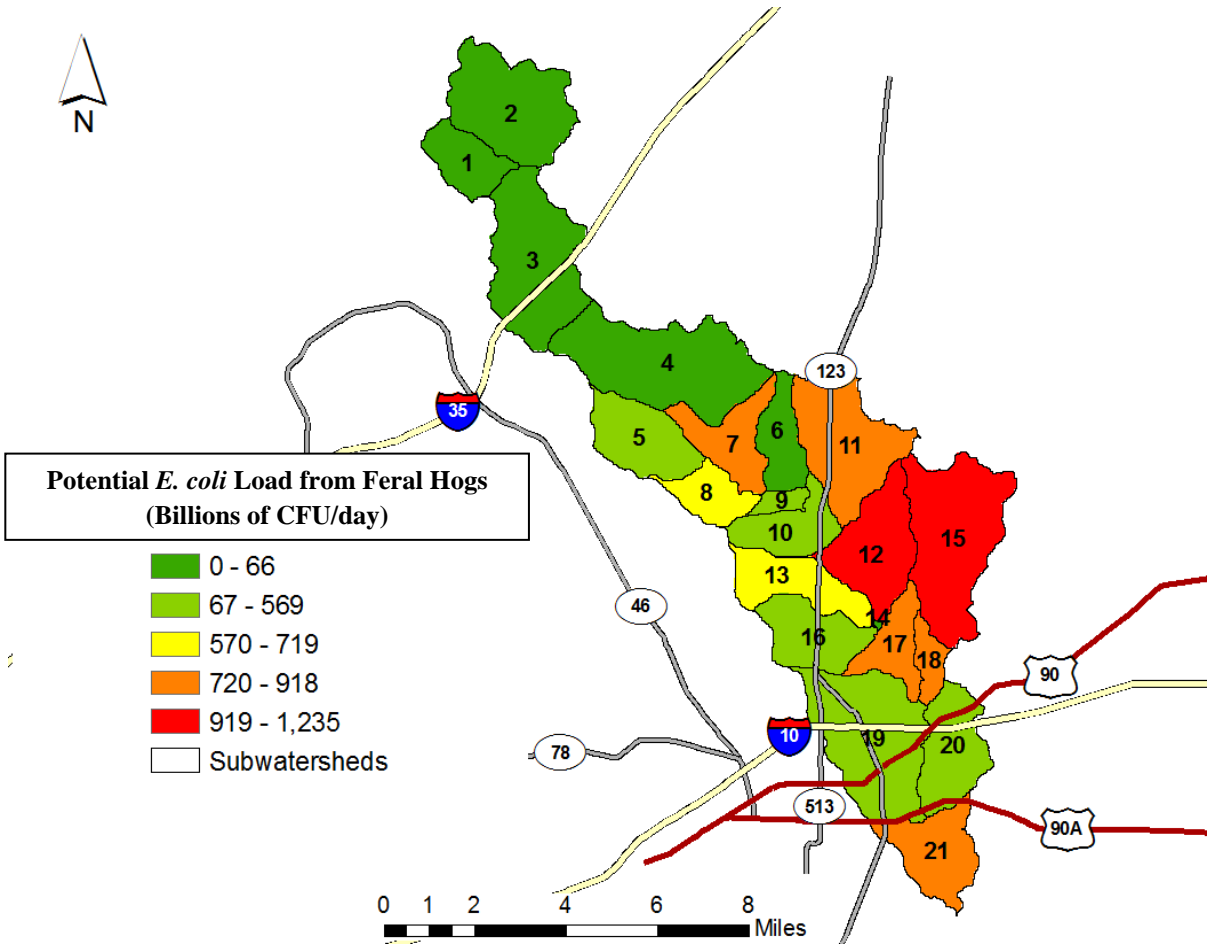 N
2
1
3
4
123
35
5
7
6
11
8
9
10
12
15
13
14
16
17
18
46
90
10
19
20
78
513
90A
21
Potential E. coli Load from Feral Hogs
(Billions of CFU/day)
0 - 66
67 - 569
570 - 719
720 - 918
919 - 1,235
Subwatersheds
0 1 2 4 6 8
Miles